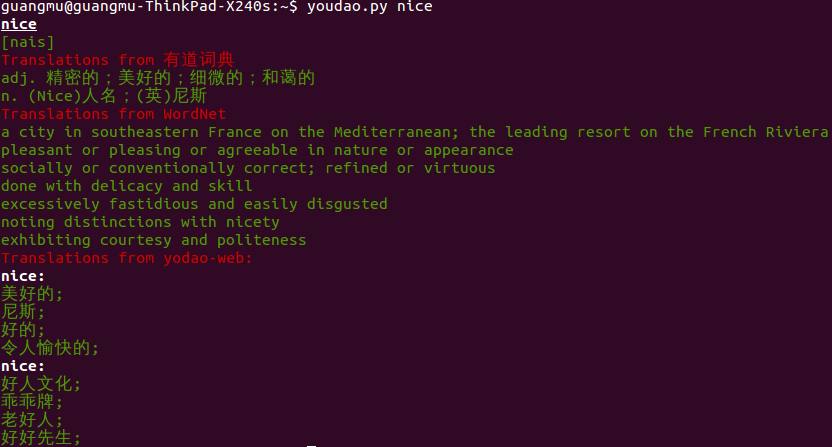 guangmu@guangmu-ThinkPad-X240s:~$ youdao.py nice
nice
[nais]
Translations from 有道词典
adj. 精密的；美好的；细微的；和蔼的
n. (Nice)人名；(英)尼斯
Translations from WordNet
a city in southeastern France on the Mediterranean; the leading resort on the French Riviera
pleasant or pleasing or agreeable in nature or appearance
socially or conventionally correct; refined or virtuous
done with delicacy and skill
excessively fastidious and easily disgusted
noting distinctions with nicety
exhibiting courtesy and politeness
Translations from yodao-web:
nice:
美好的;
尼斯;
好的;
令人愉快的;
nice:
好人文化;
乖乖牌;
老好人;
好好先生;